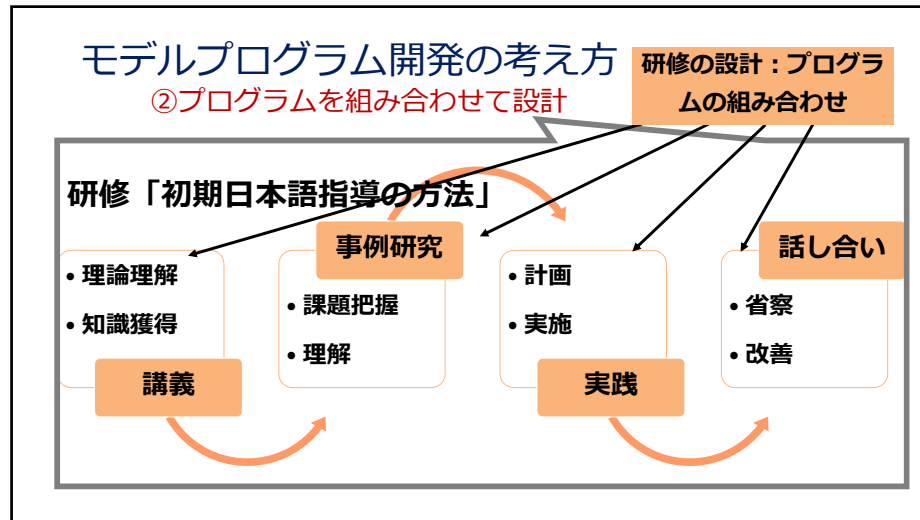 モデルプログラム開発の考え方
②プログラムを組み合わせて設計
研修の設計：プログラ
ムの組み合わせ
研修「初期日本語指導の方法」
• 理論理解
• 知識獲得
講義
事例研究
• 課題把握
• 理解
• 計画
• 実施
実践
話し合い
• 省察
• 改善